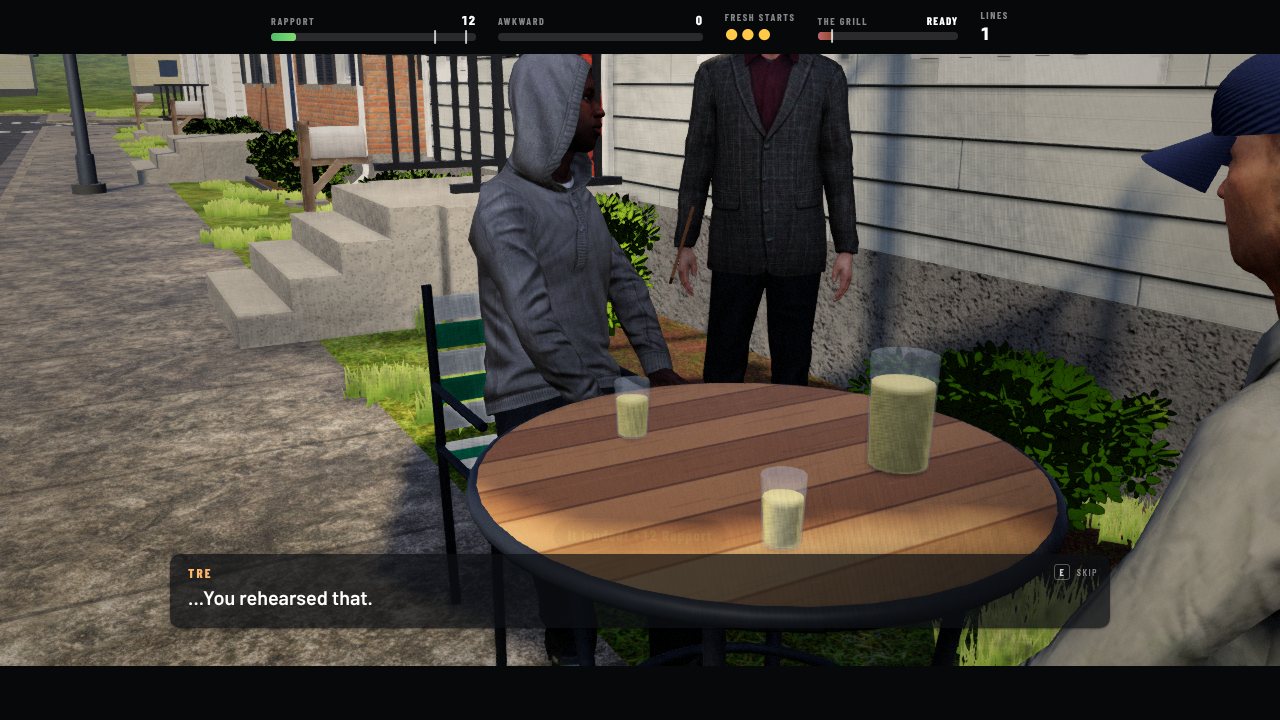 RAPPORT 12 AWKWARD 0 FRESH STARTS THE GRILL READY LINES
1
TRE
E SKIP
...You rehearsed that.